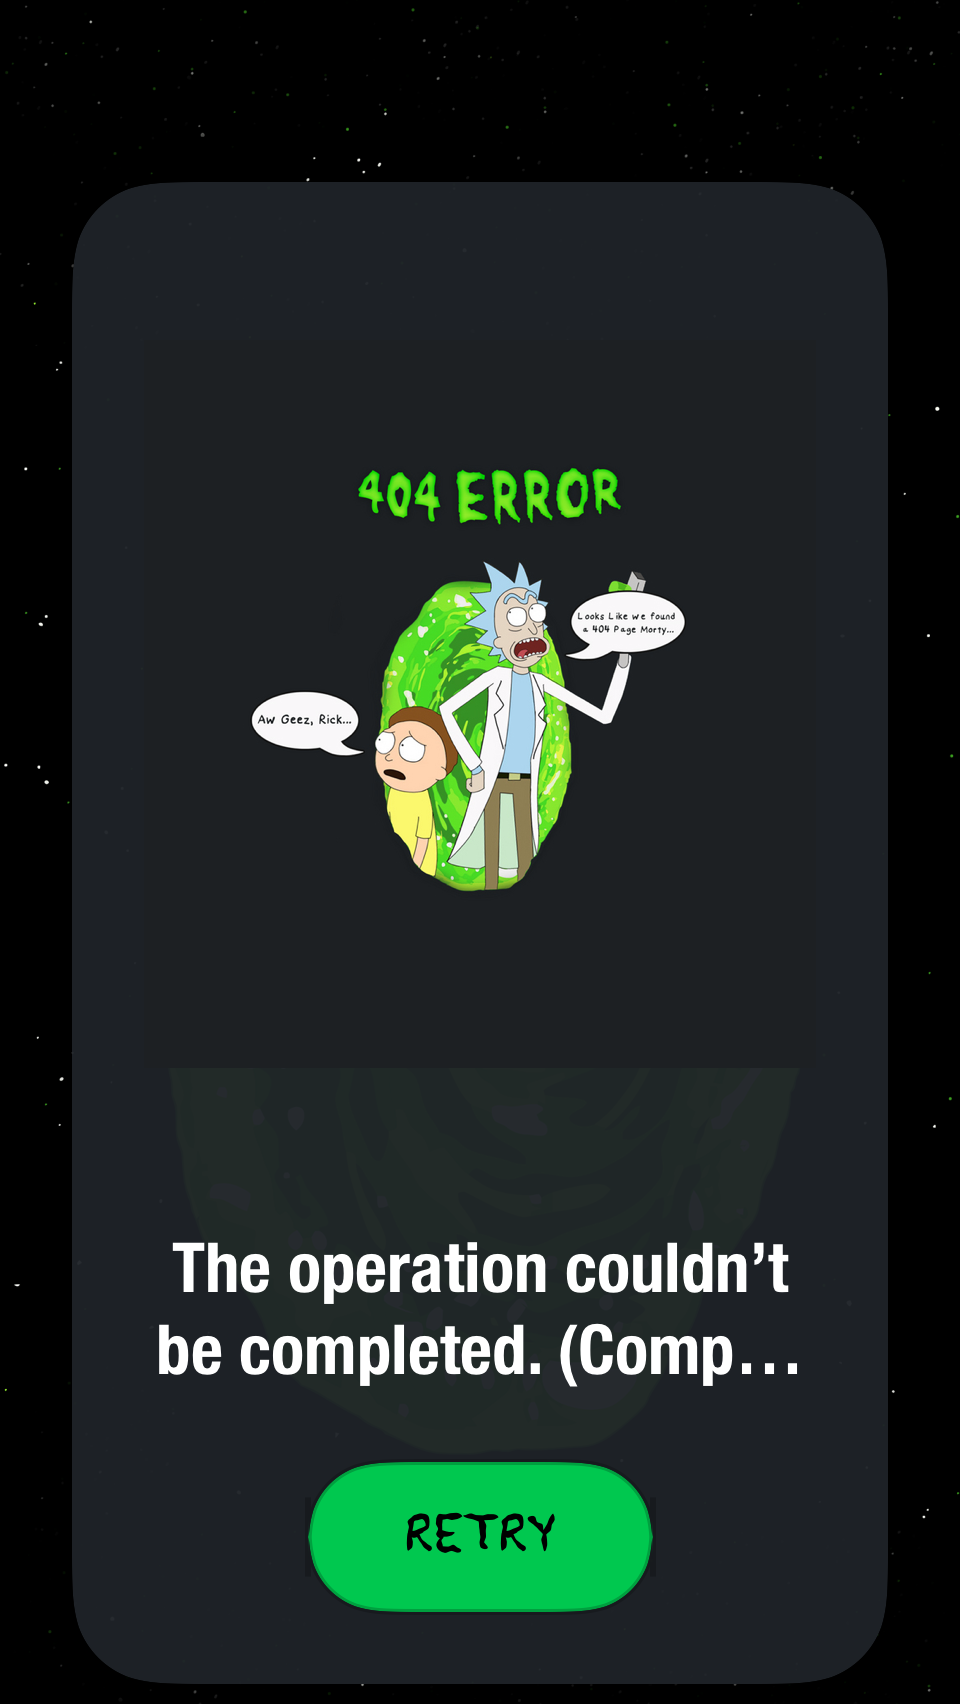 404 ERROR
Looks Like we found
a 404 Page Morty...
Aw Geez, Rick...
The operation couldn’t
be completed. (Comp…
RETRY